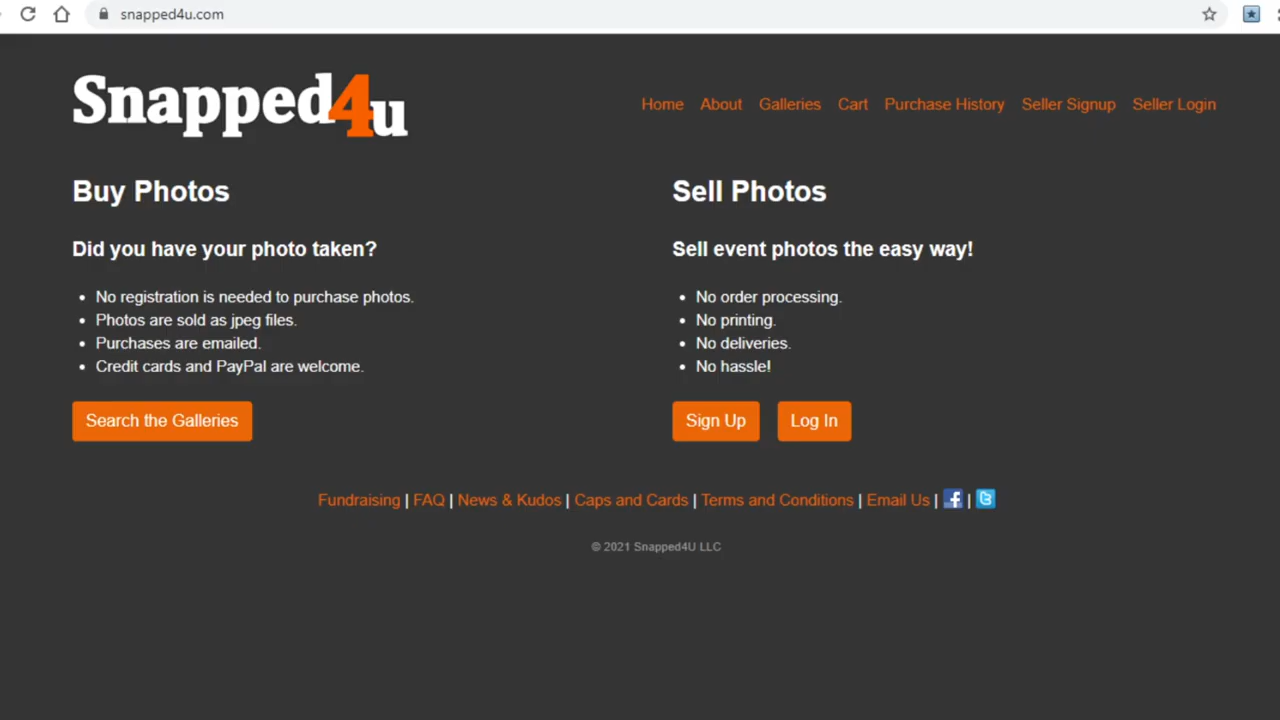 snapped4u.com
Snapped4u
Home About Galleries Cart Purchase History Seller Signup Seller Login
Buy Photos
Did you have your photo taken?
• No registration is needed to purchase photos.
• Photos are sold as jpeg files.
• Purchases are emailed.
• Credit cards and PayPal are welcome.
Search the Galleries
Sell Photos
Sell event photos the easy way!
• No order processing.
• No printing.
• No deliveries.
• No hassle!
Sign Up Log In
Fundraising | FAQ | News & Kudos | Caps and Cards | Terms and Conditions | Email Us | f | t
© 2021 Snapped4U LLC